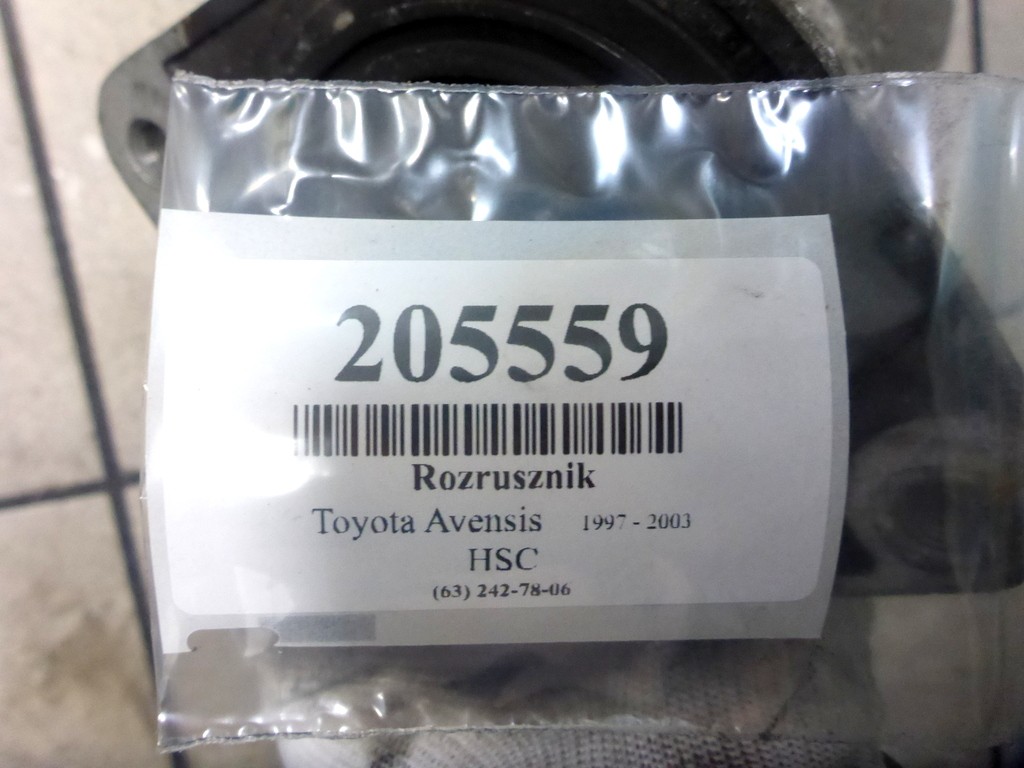 205559
Rozrusznik
Toyota Avensis 1997 - 2003
HSC
(63) 242-78-06